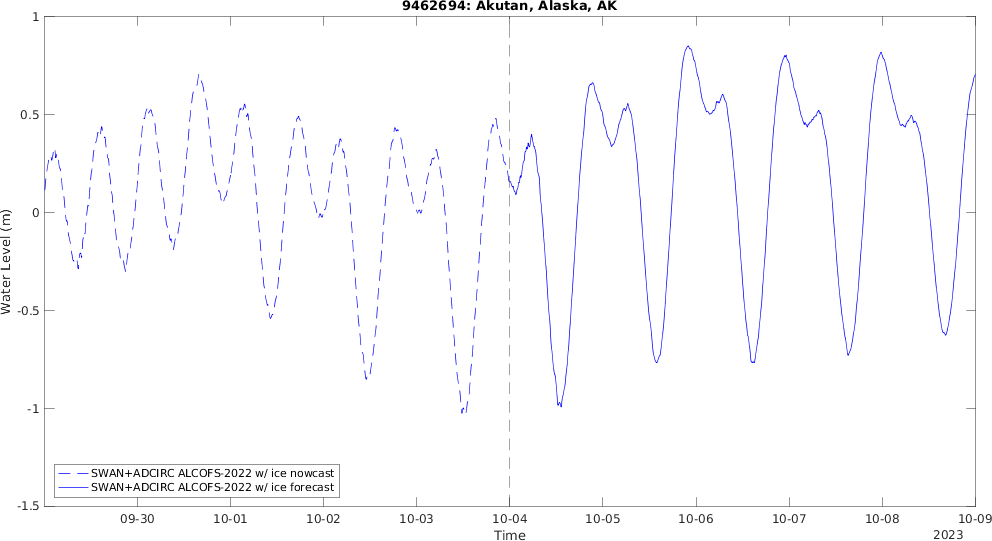 9462694: Akutan, Alaska, AK
Water Level (m)
1
0.5
0
-0.5
-1
-1.5
SWAN+ADCIRC ALCOFS-2022 w/ ice nowcast
SWAN+ADCIRC ALCOFS-2022 w/ ice forecast
09-30 10-01 10-02 10-03 10-04 10-05 10-06 10-07 10-08 10-09
Time
2023